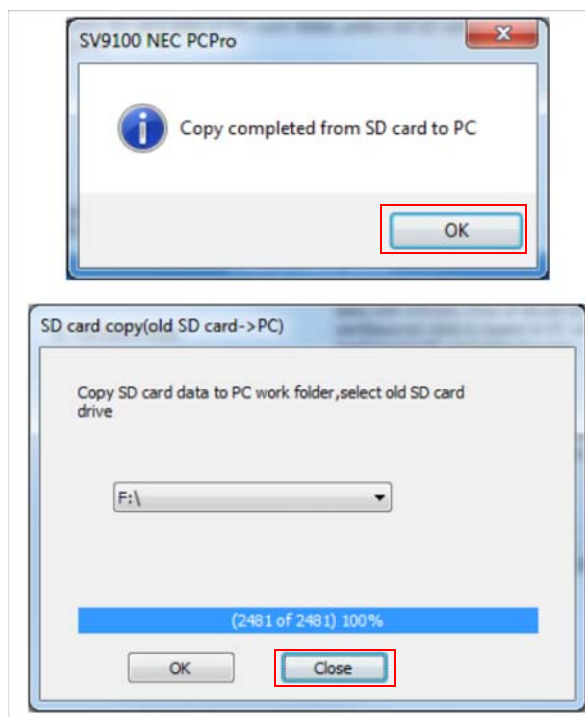 SV9100 NEC PCPro
Copy completed from SD card to PC
OK
SD card copy(old SD card->PC)
Copy SD card data to PC work folder,select old SD card
drive
F:\
(2481 of 2481) 100%
OK
Close